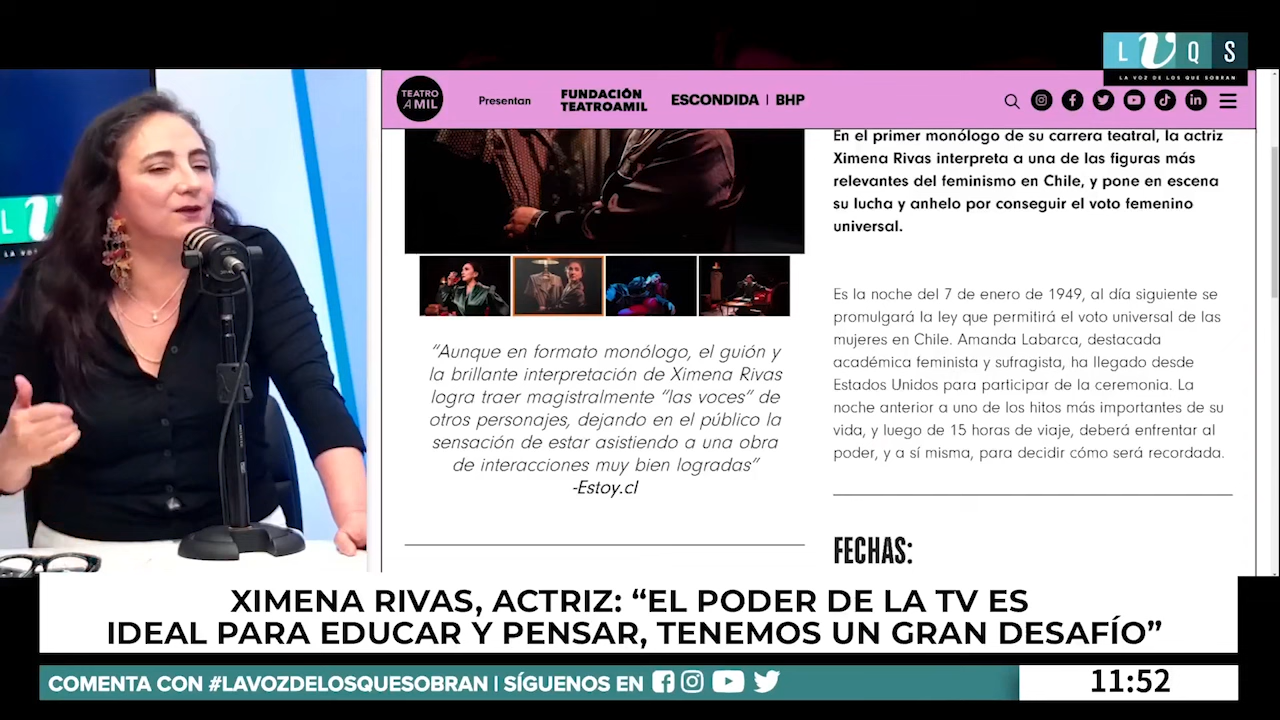 L V Q S
LA VOZ DE LOS QUE SOBRAN
TEATRO
A MIL
Presentan
FUNDACIÓN
TEATROAMIL
ESCONDIDA | BHP
En el primer monólogo de su carrera teatral, la actriz
Ximena Rivas interpreta a una de las figuras más
relevantes del feminismo en Chile, y pone en escena
su lucha y anhelo por conseguir el voto femenino
universal.
“Aunque en formato monólogo, el guión y
la brillante interpretación de Ximena Rivas
logra traer magistralmente “las voces” de
otros personajes, dejando en el público la
sensación de estar asistiendo a una obra
de interacciones muy bien logradas”
-Estoy.cl
Es la noche del 7 de enero de 1949, al día siguiente se
promulgará la ley que permitirá el voto universal de las
mujeres en Chile. Amanda Labarca, destacada
académica feminista y sufragista, ha llegado desde
Estados Unidos para participar de la ceremonia. La
noche anterior a uno de los hitos más importantes de su
vida, y luego de 15 horas de viaje, deberá enfrentar al
poder, y a sí misma, para decidir cómo será recordada.
FECHAS:
L V
LA VO
XIMENA RIVAS, ACTRIZ: “EL PODER DE LA TV ES
IDEAL PARA EDUCAR Y PENSAR, TENEMOS UN GRAN DESAFÍO”
COMENTA CON #LAVOZDELOSQUESOBRAN | SÍGUENOS EN
11:52